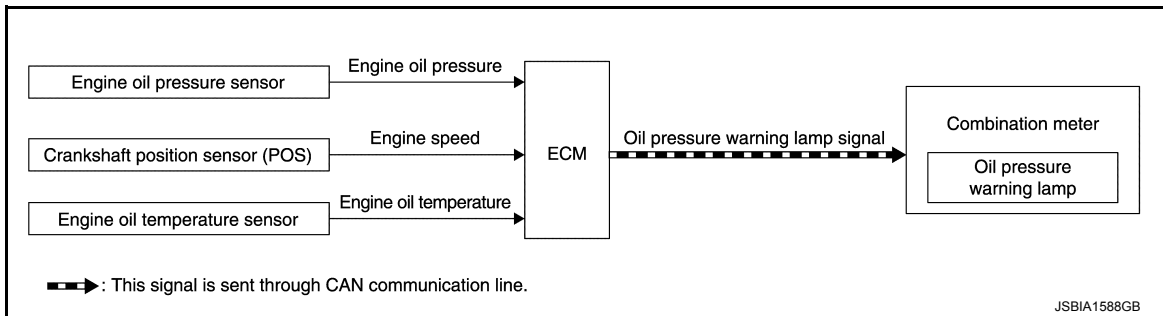 Engine oil pressure sensor
Engine oil pressure
Crankshaft position sensor (POS)
Engine speed
Engine oil temperature sensor
Engine oil temperature
ECM
Oil pressure warning lamp signal
Combination meter
Oil pressure
warning lamp
: This signal is sent through CAN communication line.
JSBIA1588GB